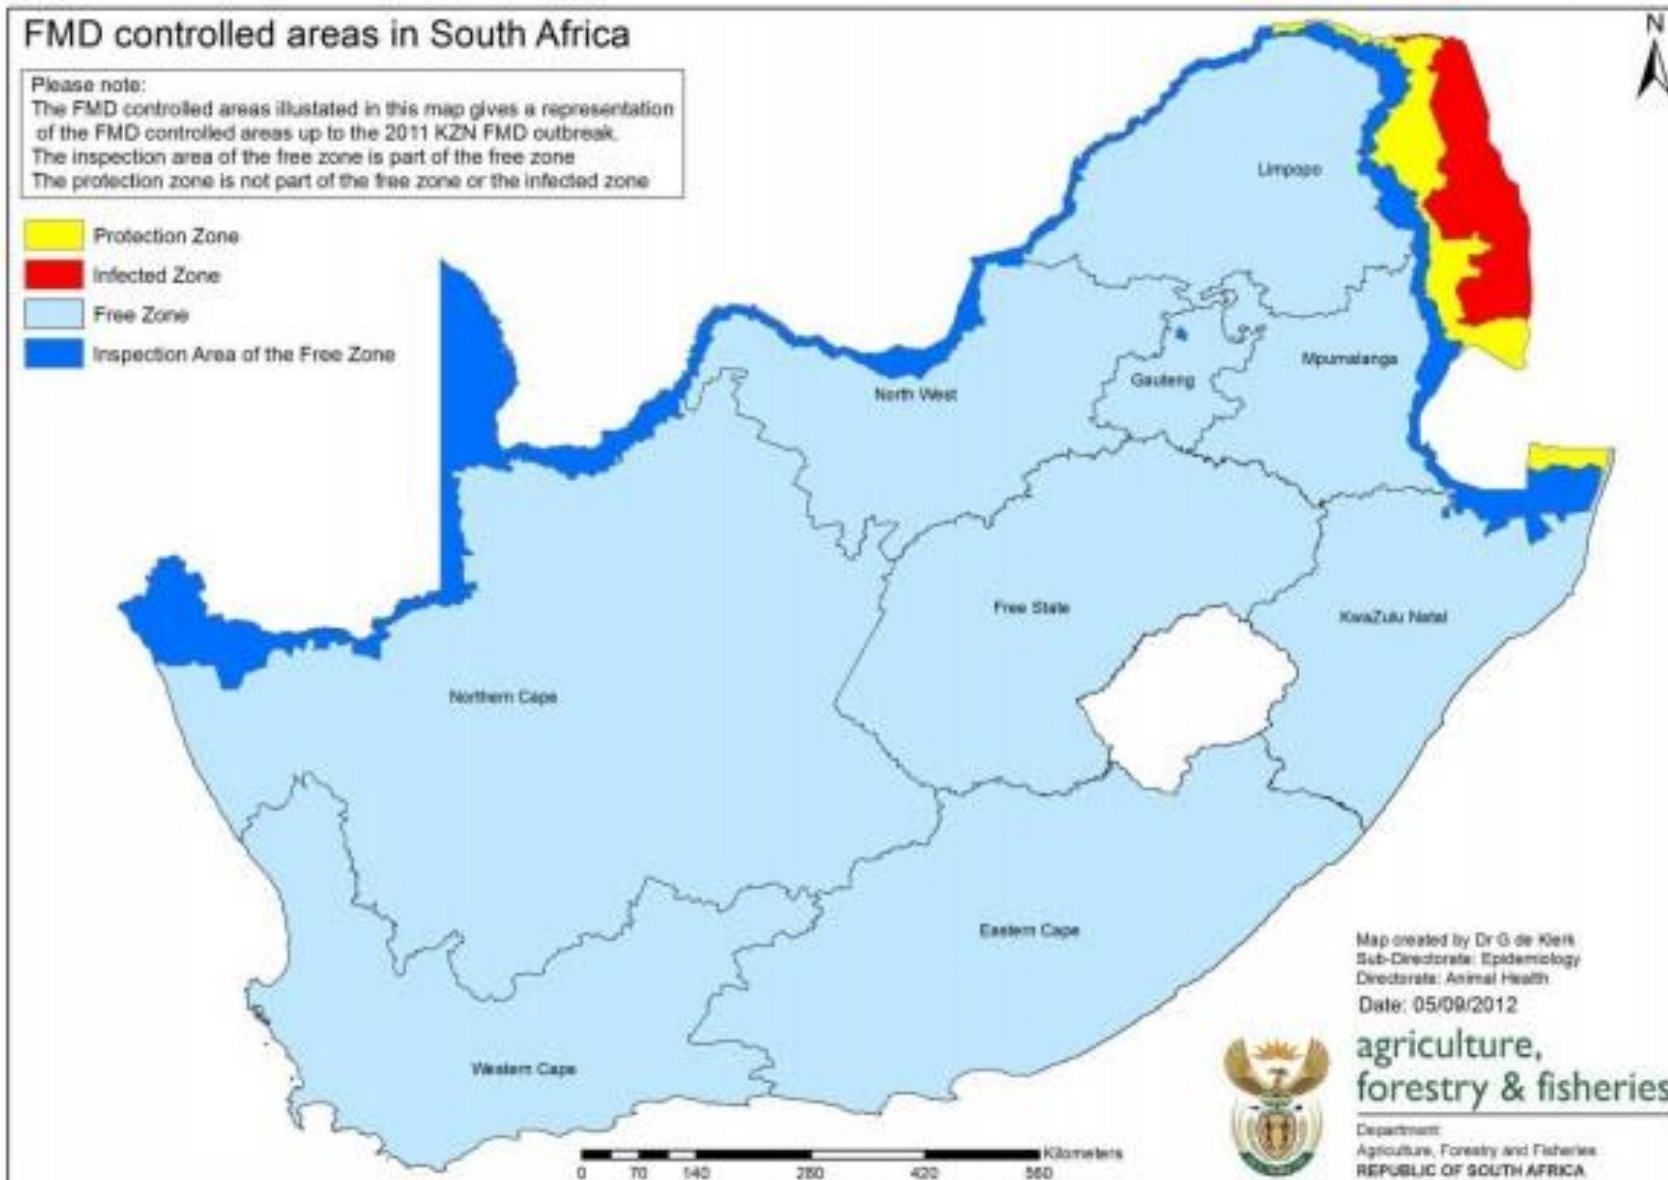 FMD controlled areas in South Africa
Please note:
The FMD controlled areas illustated in this map gives a representation
of the FMD controlled areas up to the 2011 KZN FMD outbreak.
The inspection area of the free zone is part of the free zone
The protection zone is not part of the free zone or the infected zone
Protection Zone
Infected Zone
Free Zone
Inspection Area of the Free Zone
N
Limpopo
Mpumalanga
Gauteng
North West
Free State
KwaZulu Natal
Northern Cape
Eastern Cape
Western Cape
Map created by Dr G de Klerk
Sub-Directorate: Epidemiology
Directorate: Animal Health
Date: 05/09/2012
agriculture,
forestry & fisheries
Department:
Agriculture, Forestry and Fisheries
REPUBLIC OF SOUTH AFRICA
Kilometers
0 70 140 280 420 560